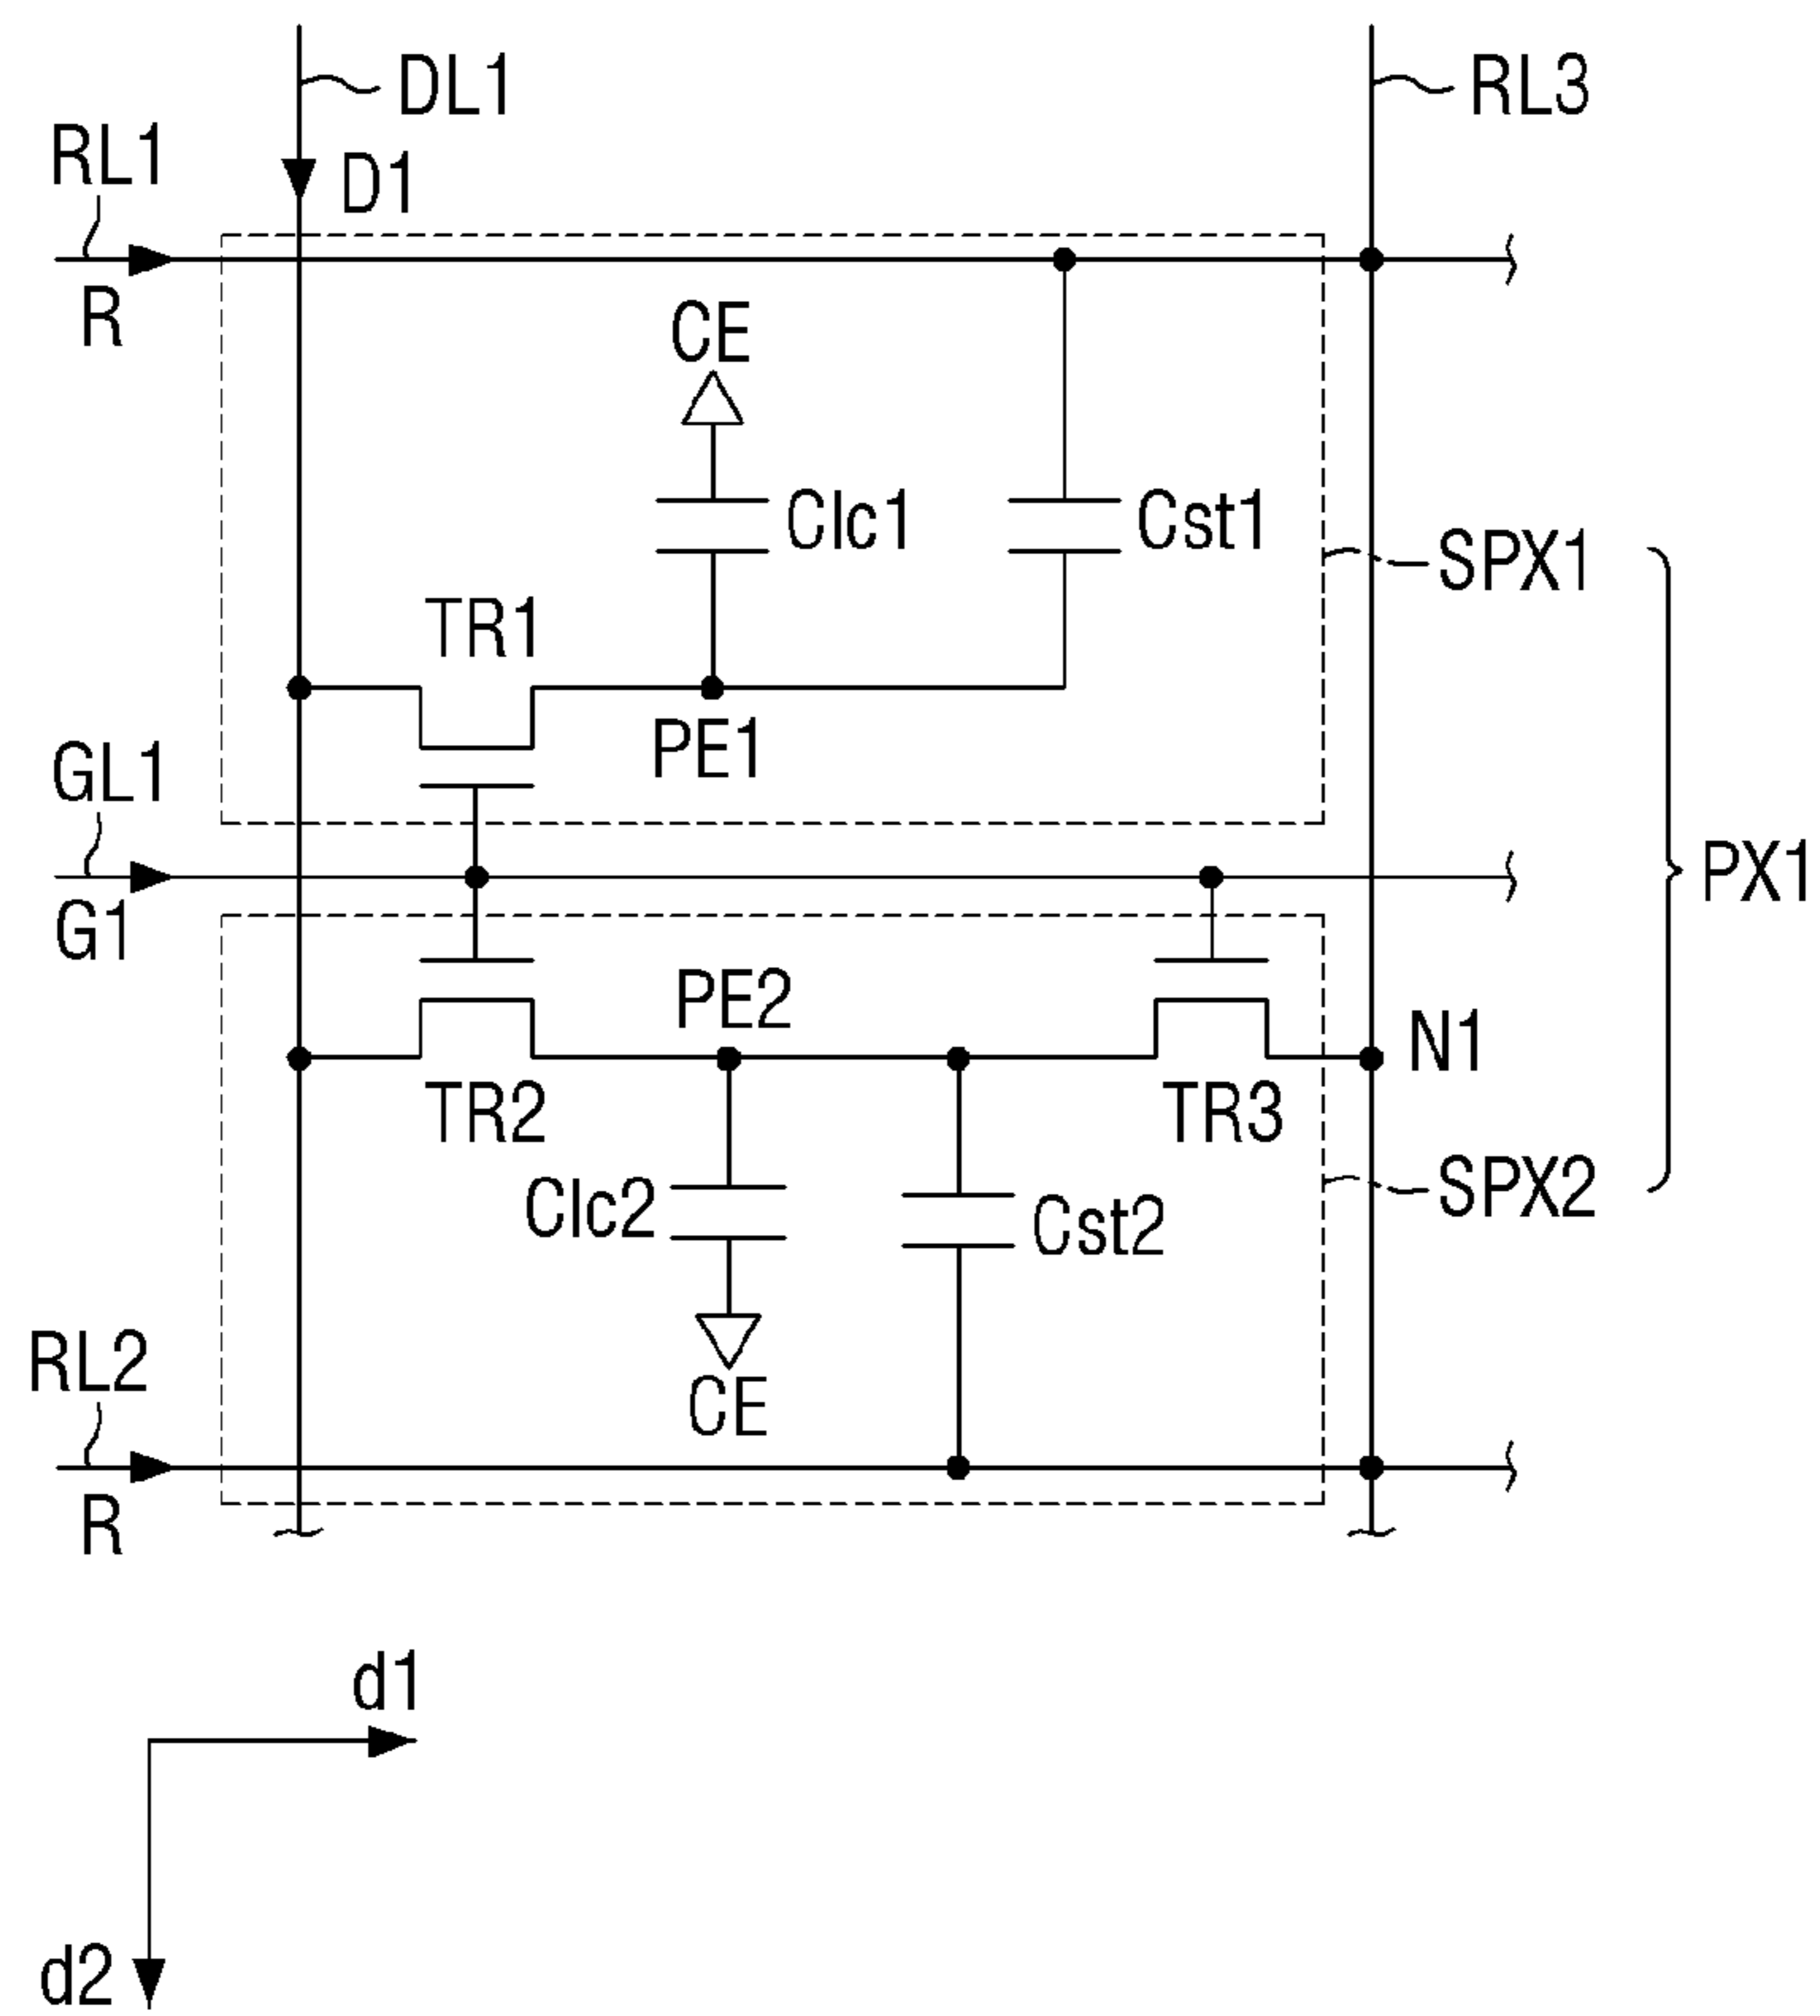 DL1
RL3
RL1
D1
R
CE
Clc1
Cst1
SPX1
TR1
PE1
GL1
PX1
G1
PE2
N1
TR2
TR3
Clc2
Cst2
SPX2
RL2
CE
R
d1
d2